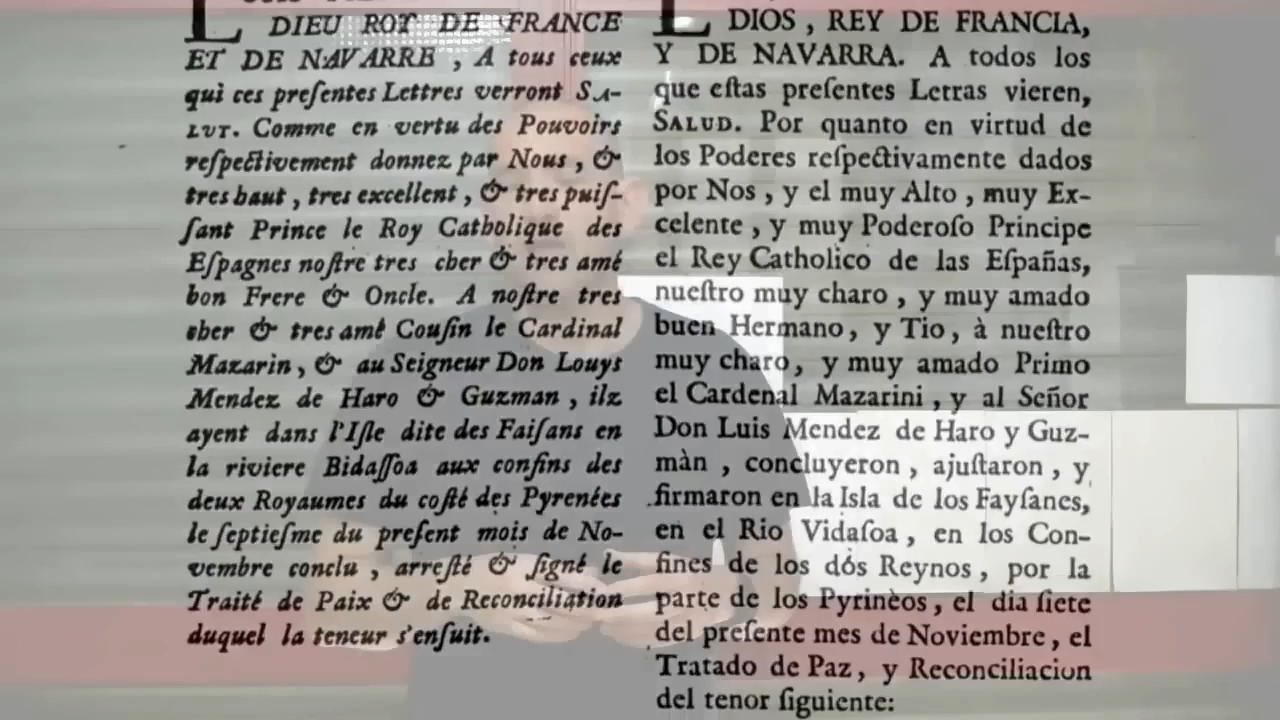 DIEU ROY DE FRANCE
ET DE NAVARRE , A tous ceux
qui ces preſentes Lettres verront SA-
LUT. Comme en vertu des Pouvoirs
reſpectivement donnez par Nous , &
tres haut , tres excellent , & tres puiſ-
ſant Prince le Roy Catholique des
Eſpagnes noſtre tres cher & tres amé
bon Frere & Oncle. A noſtre tres
cher & tres amé Couſin le Cardinal
Mazarin , & au Seigneur Don Louys
Mendez de Haro & Guzman , ilz
ayent dans l'Iſle dite des Faiſans en
la riviere Bidaſſoa aux confins des
deux Royaumes du coſté des Pyrenées
le ſeptieſme du preſent mois de No-
vembre conclu , arreſté & ſigné le
Traité de Paix & de Reconciliation
duquel la teneur s'enſuit.
L DIOS , REY DE FRANCIA,
Y DE NAVARRA. A todos los
que eſtas preſentes Letras vieren,
SALUD. Por quanto en virtud de
los Poderes reſpectivamente dados
por Nos , y el muy Alto , muy Ex-
celente , y muy Poderoſo Principe
el Rey Catholico de las Eſpañas,
nueſtro muy charo , y muy amado
buen Hermano, y Tio, à nueſtro
muy charo, y muy amado Primo
el Cardenal Mazarini , y al Señor
Don Luis Mendez de Haro y Guz-
màn , concluyeron , ajuſtaron , y
firmaron en la Isla de los Fayſanes,
en el Rio Vidaſoa , en los Con-
fines de los dós Reynos, por la
parte de los Pyrinèos, el dia ſiete
del preſente mes de Noviembre, el
Tratado de Paz, y Reconciliacion
del tenor ſiguiente: